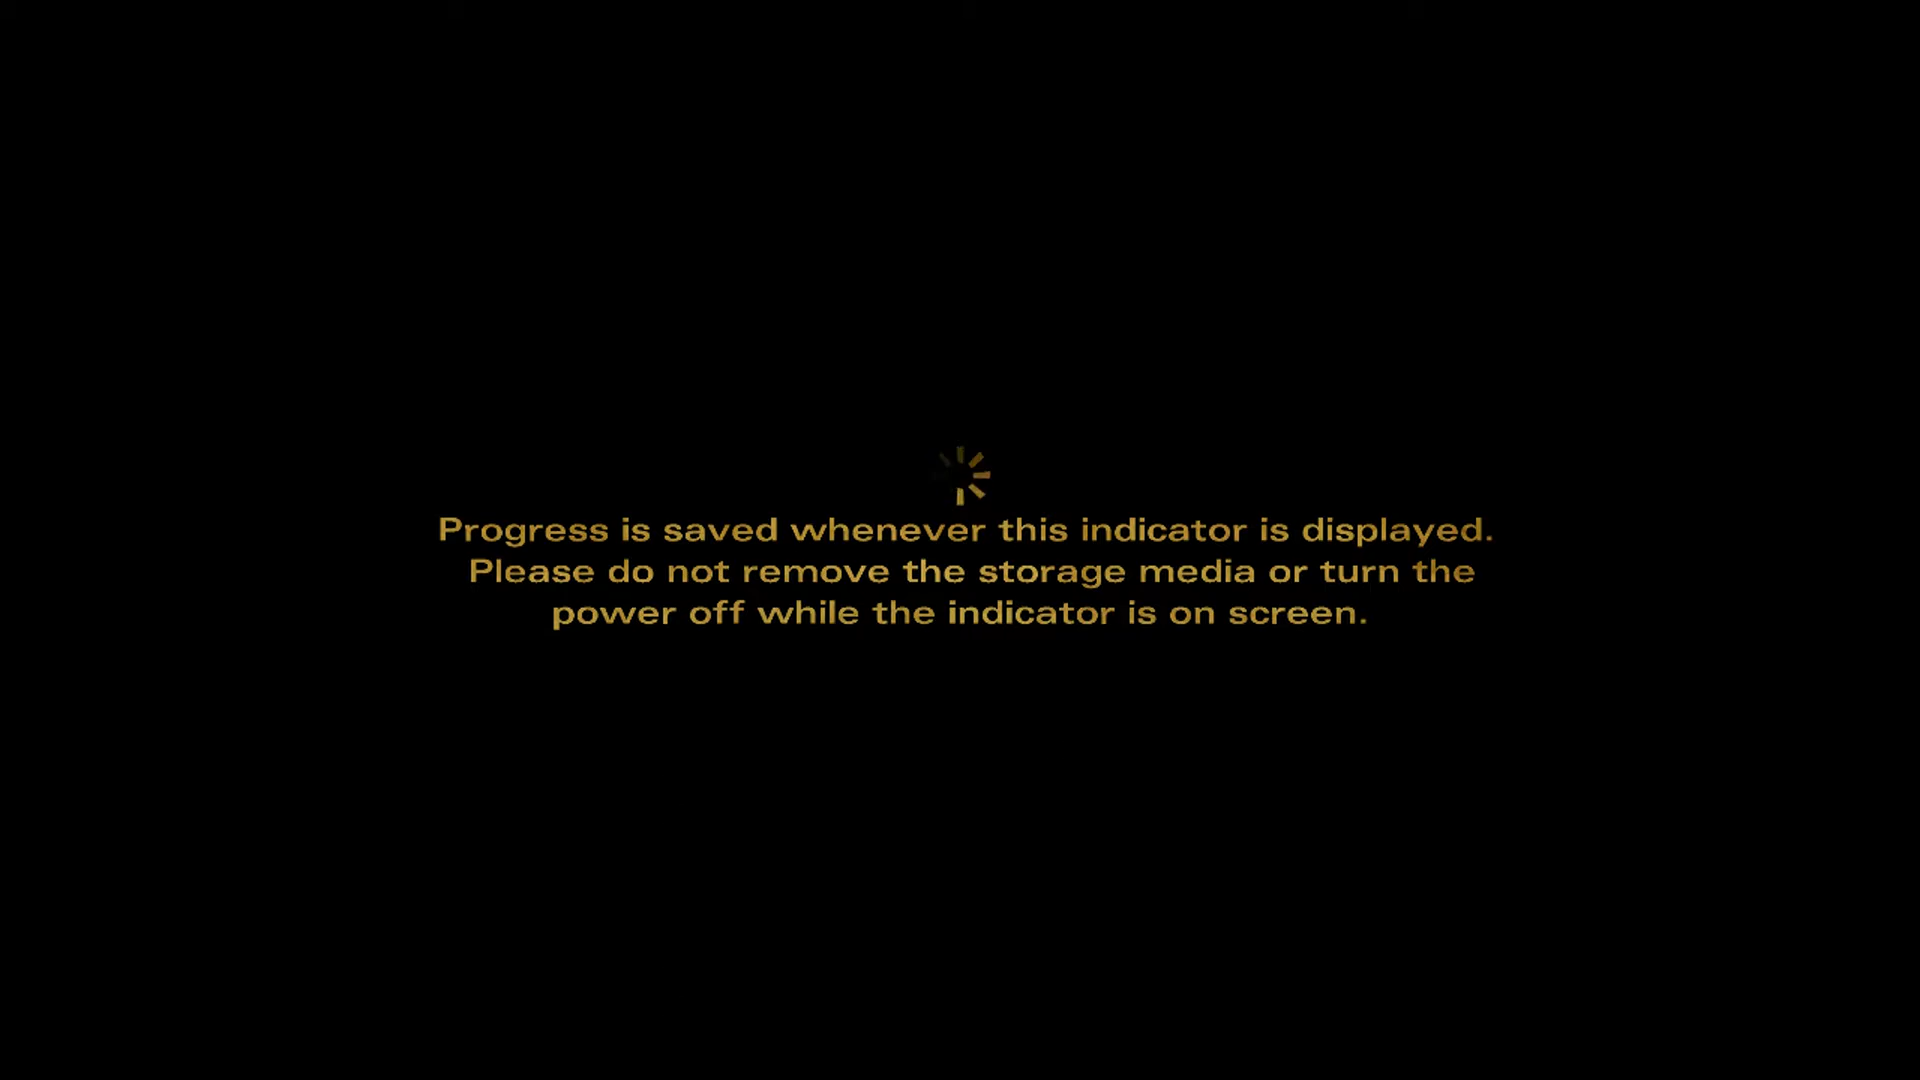 Progress is saved whenever this indicator is displayed.
Please do not remove the storage media or turn the
power off while the indicator is on screen.